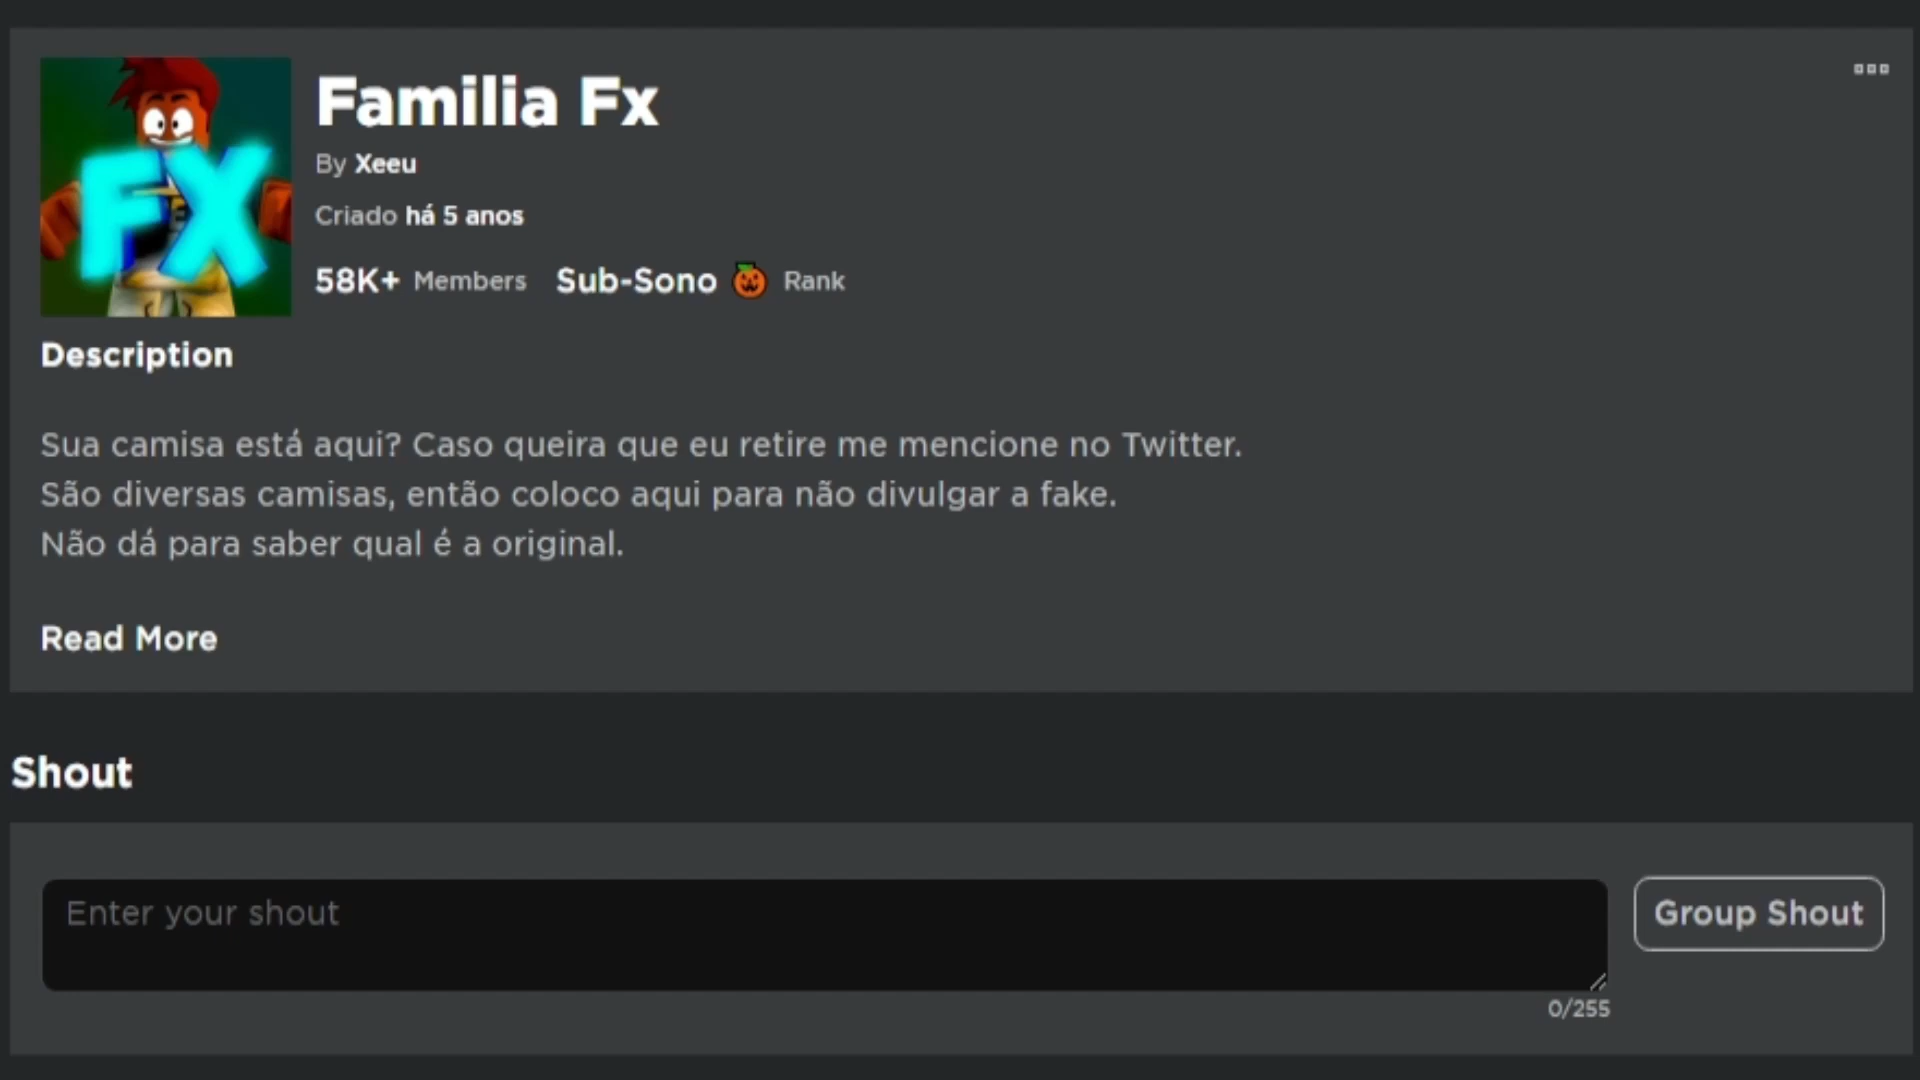 FX
Familia Fx
By Xeeu
Criado há 5 anos
58K+ Members Sub-Sono 🎃 Rank
Description
Sua camisa está aqui? Caso queira que eu retire me mencione no Twitter.
São diversas camisas, então coloco aqui para não divulgar a fake.
Não dá para saber qual é a original.
Read More
Shout
Enter your shout
Group Shout
0/255